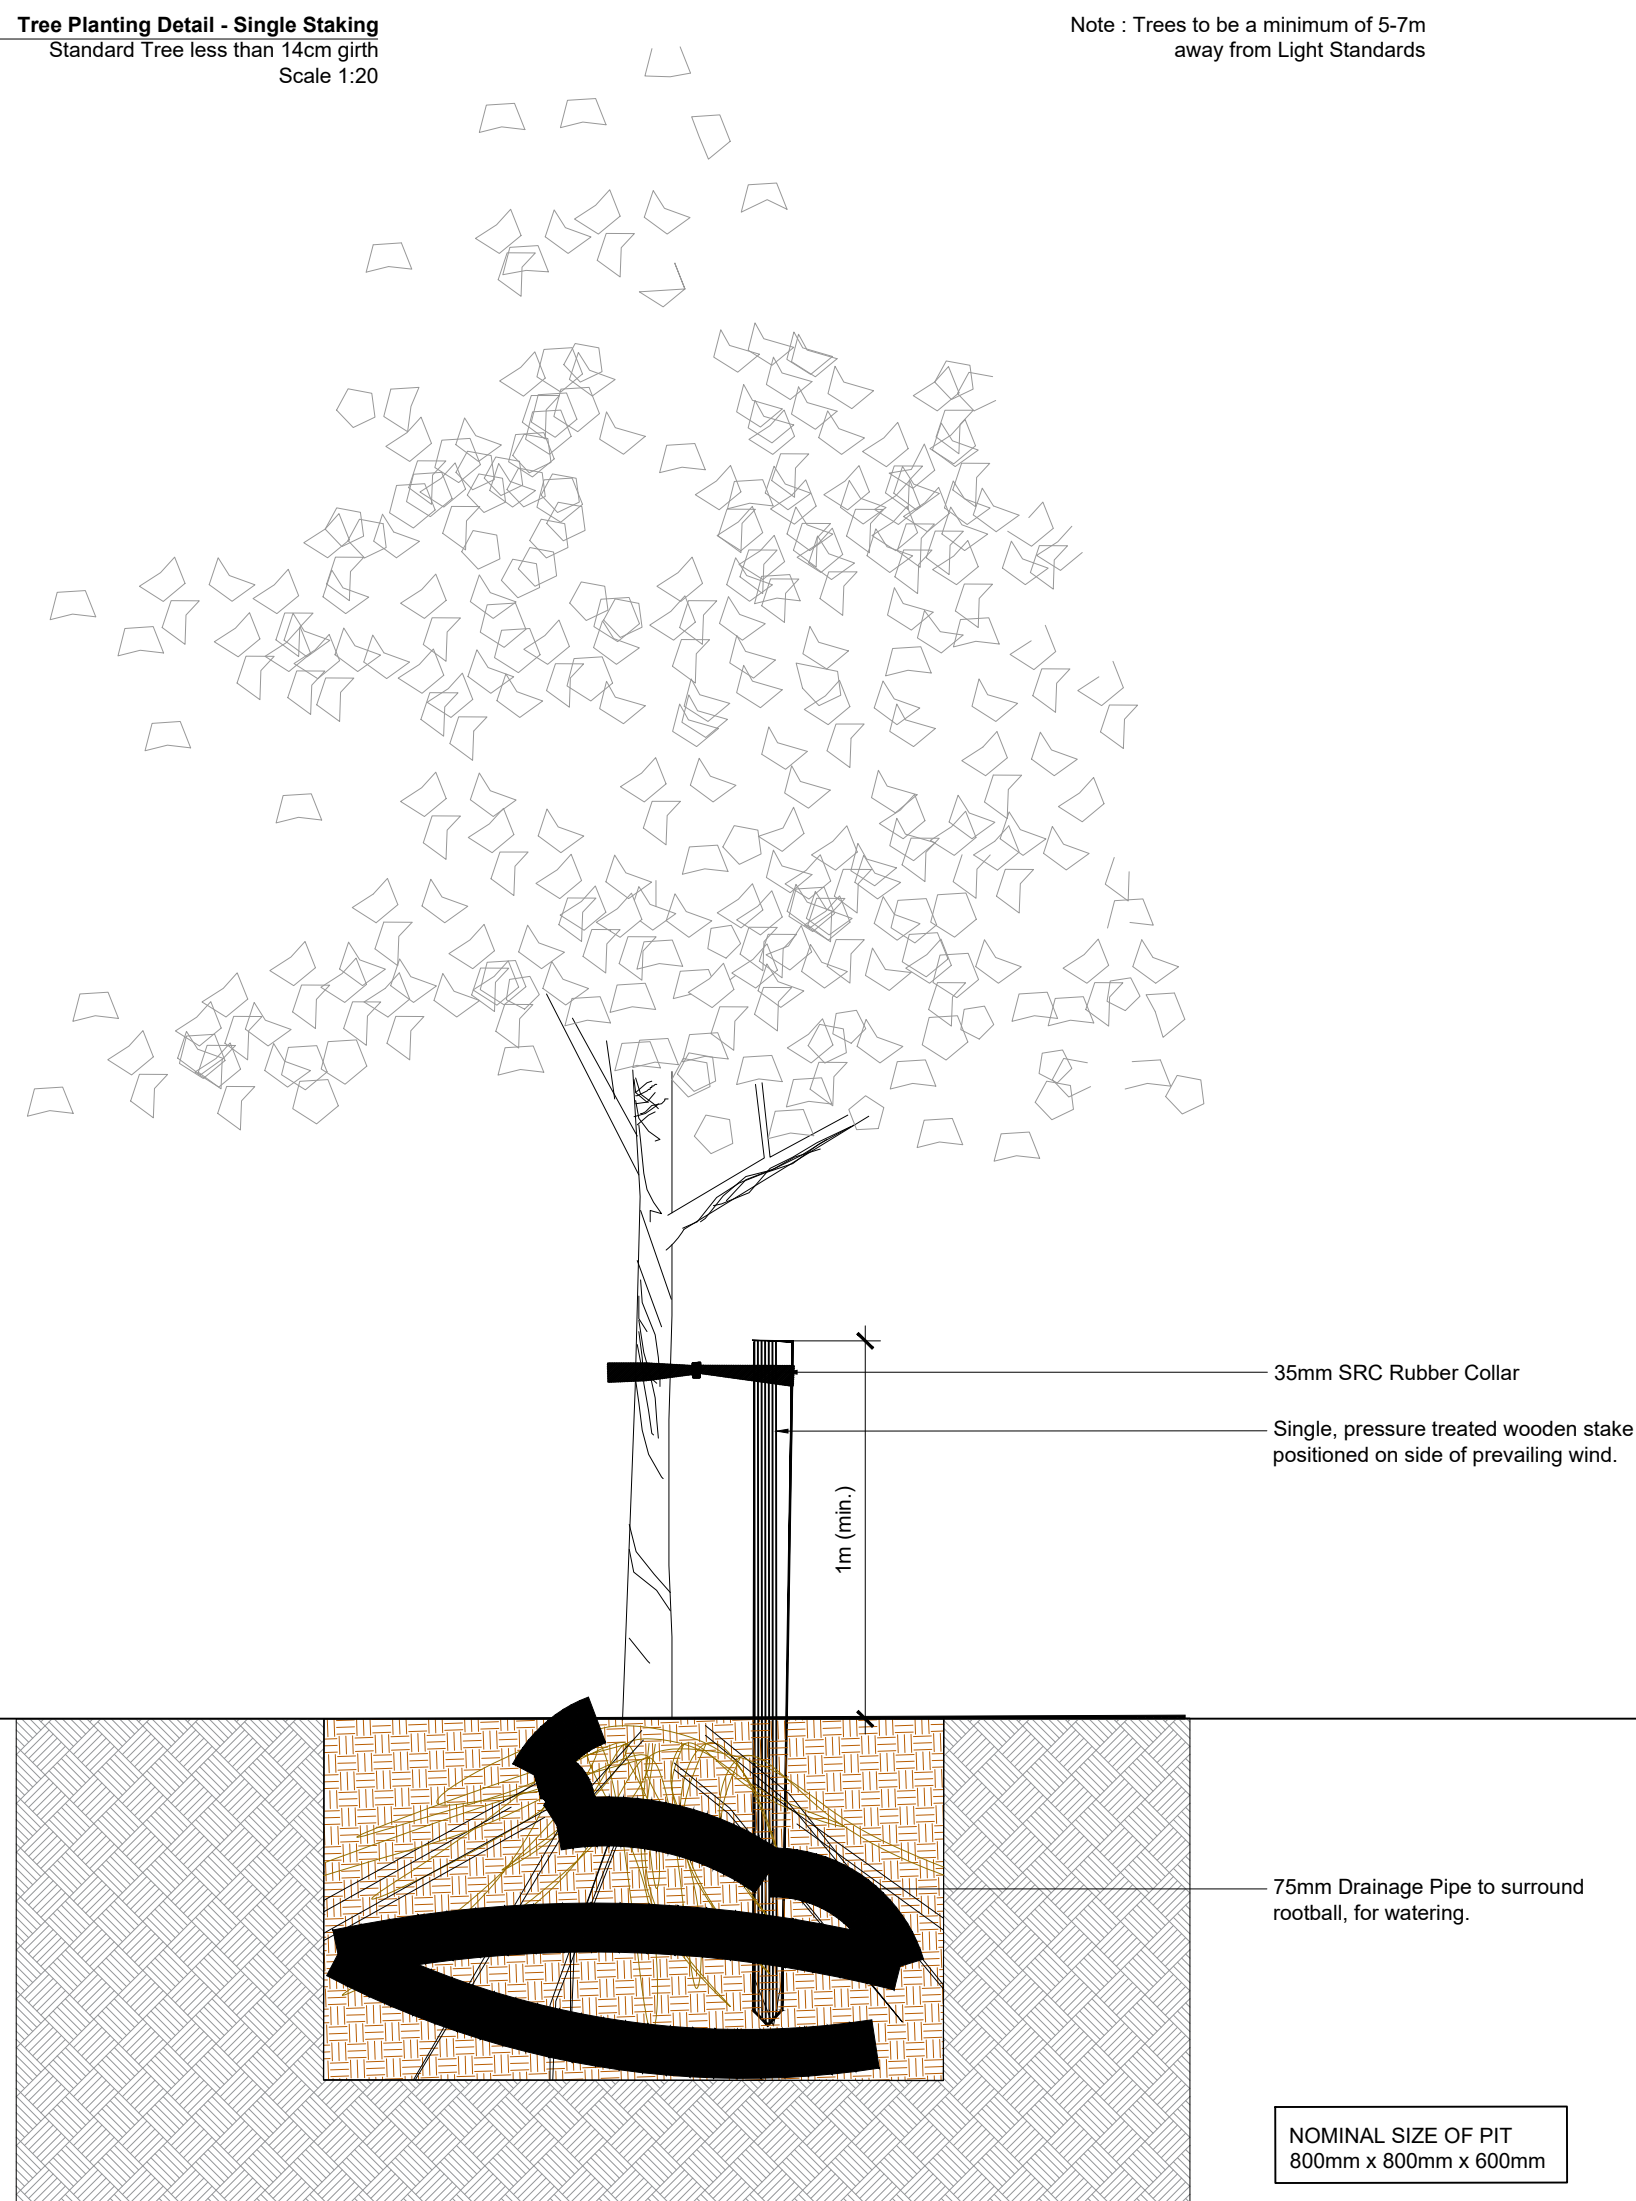 Tree Planting Detail - Single Staking
Standard Tree less than 14cm girth
Scale 1:20
Note : Trees to be a minimum of 5-7m
away from Light Standards
35mm SRC Rubber Collar
Single, pressure treated wooden stake
positioned on side of prevailing wind.
1m (min.)
75mm Drainage Pipe to surround
rootball, for watering.
NOMINAL SIZE OF PIT
800mm x 800mm x 600mm